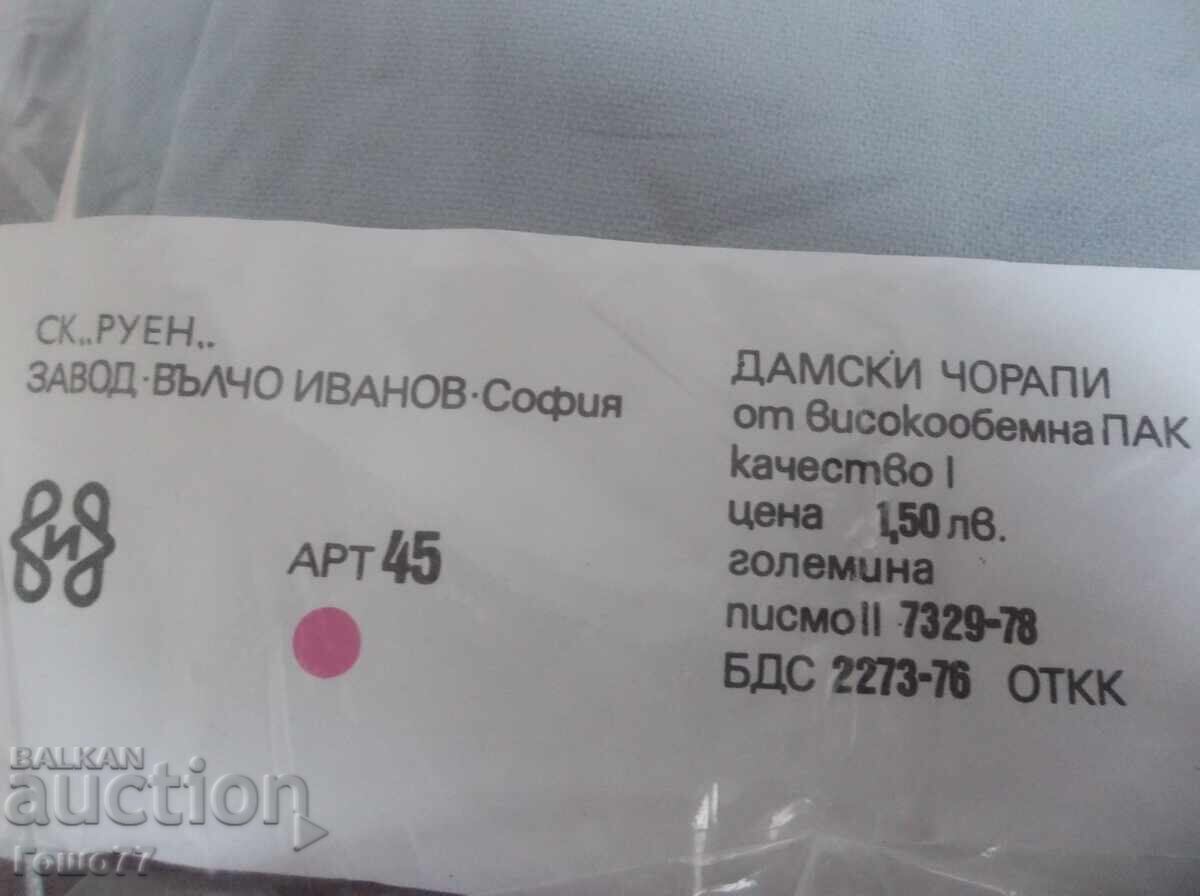 СК„РУЕН„
ЗАВОД·ВЪЛЧО ИВАНОВ·София
И
АРТ 45
ДАМСКИ ЧОРАПИ
от високообемна ПАК
качество I
цена 1,50 лв.
големина
писмо II 7329-78
БДС 2273-76 ОТКК
BALKAN
auction
Гошо77